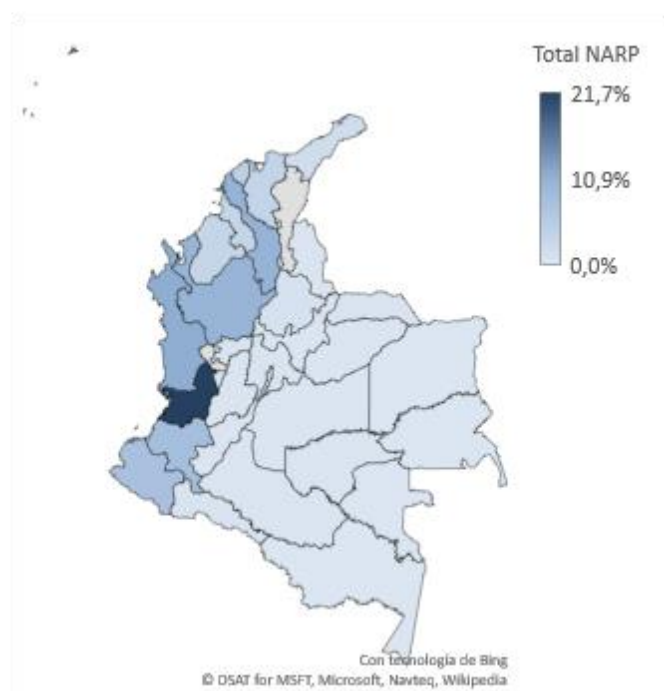 Total NARP
21,7%
10,9%
0,0%
Con tecnología de Bing
© DSAT for MSFT, Microsoft, Navteq, Wikipedia